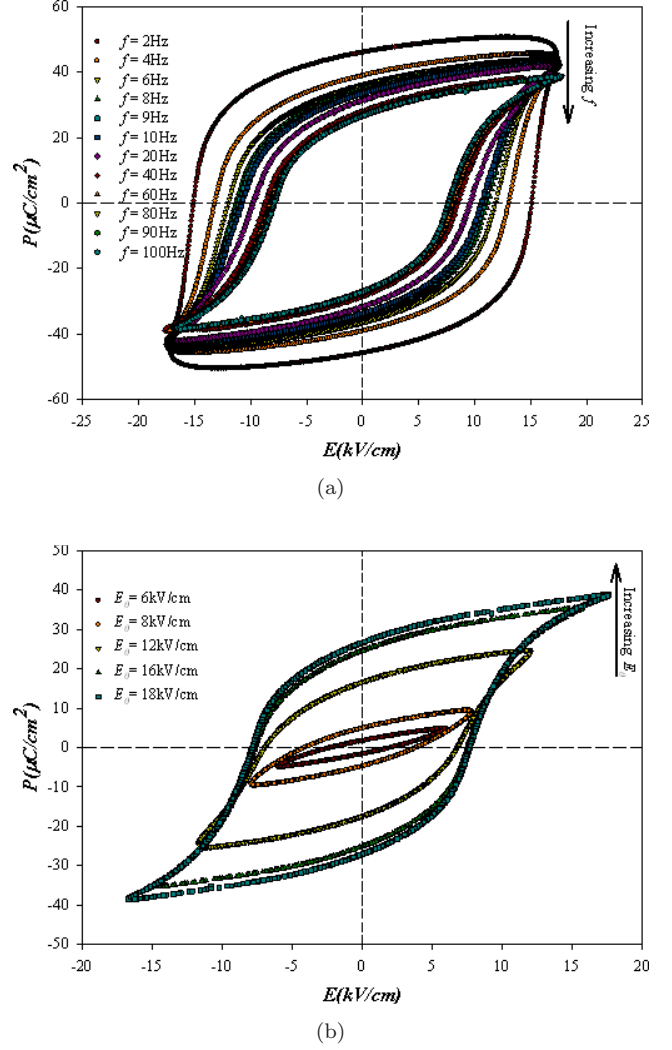 60
40
20
0
-20
-40
-60
P(μC/cm²)
f = 2Hz
f = 4Hz
f = 6Hz
f = 8Hz
f = 9Hz
f = 10Hz
f = 20Hz
f = 40Hz
f = 60Hz
f = 80Hz
f = 90Hz
f = 100Hz
Increasing f
-25 -20 -15 -10 -5 0 5 10 15 20 25
E(kV/cm)
(a)
50
40
30
20
10
0
-10
-20
-30
-40
-50
P(μC/cm²)
E₀ = 6kV/cm
E₀ = 8kV/cm
E₀ = 12kV/cm
E₀ = 16kV/cm
E₀ = 18kV/cm
Increasing E₀
-20 -15 -10 -5 0 5 10 15 20
E(kV/cm)
(b)